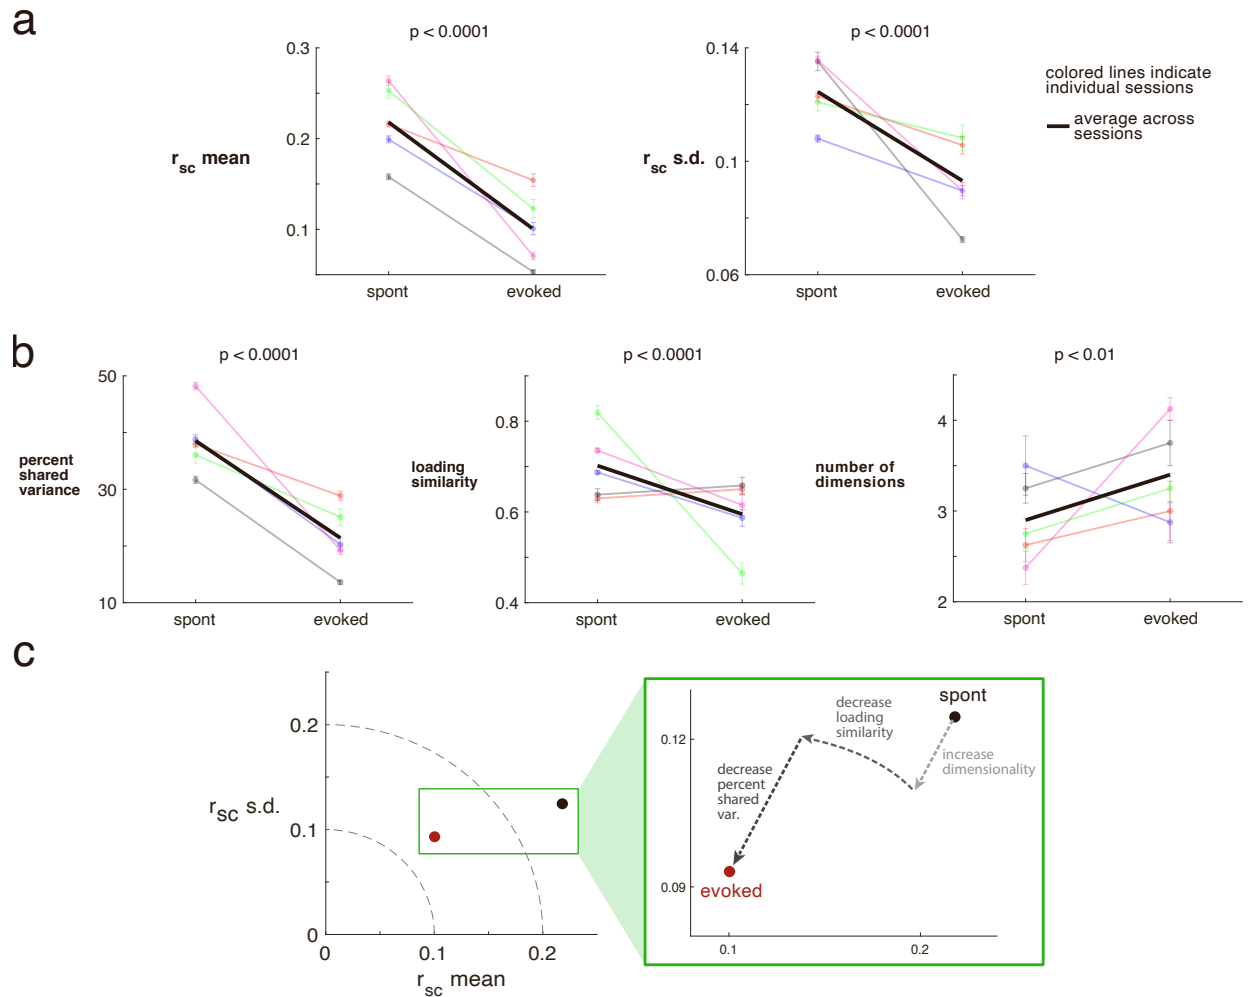 a
p < 0.0001
p < 0.0001
0.3
0.2
0.1
r_sc mean
spont
evoked
0.14
0.1
0.06
r_sc s.d.
spont
evoked
colored lines indicate
individual sessions
average across
sessions
b
p < 0.0001
p < 0.0001
p < 0.01
50
30
10
percent
shared
variance
spont
evoked
0.8
0.6
0.4
loading
similarity
spont
evoked
4
3
2
number of
dimensions
spont
evoked
c
0.2
0.1
0
r_sc s.d.
0
0.1
0.2
r_sc mean
0.12
0.09
0.1
0.2
spont
decrease
loading
similarity
increase
dimensionality
decrease
percent
shared
var.
evoked